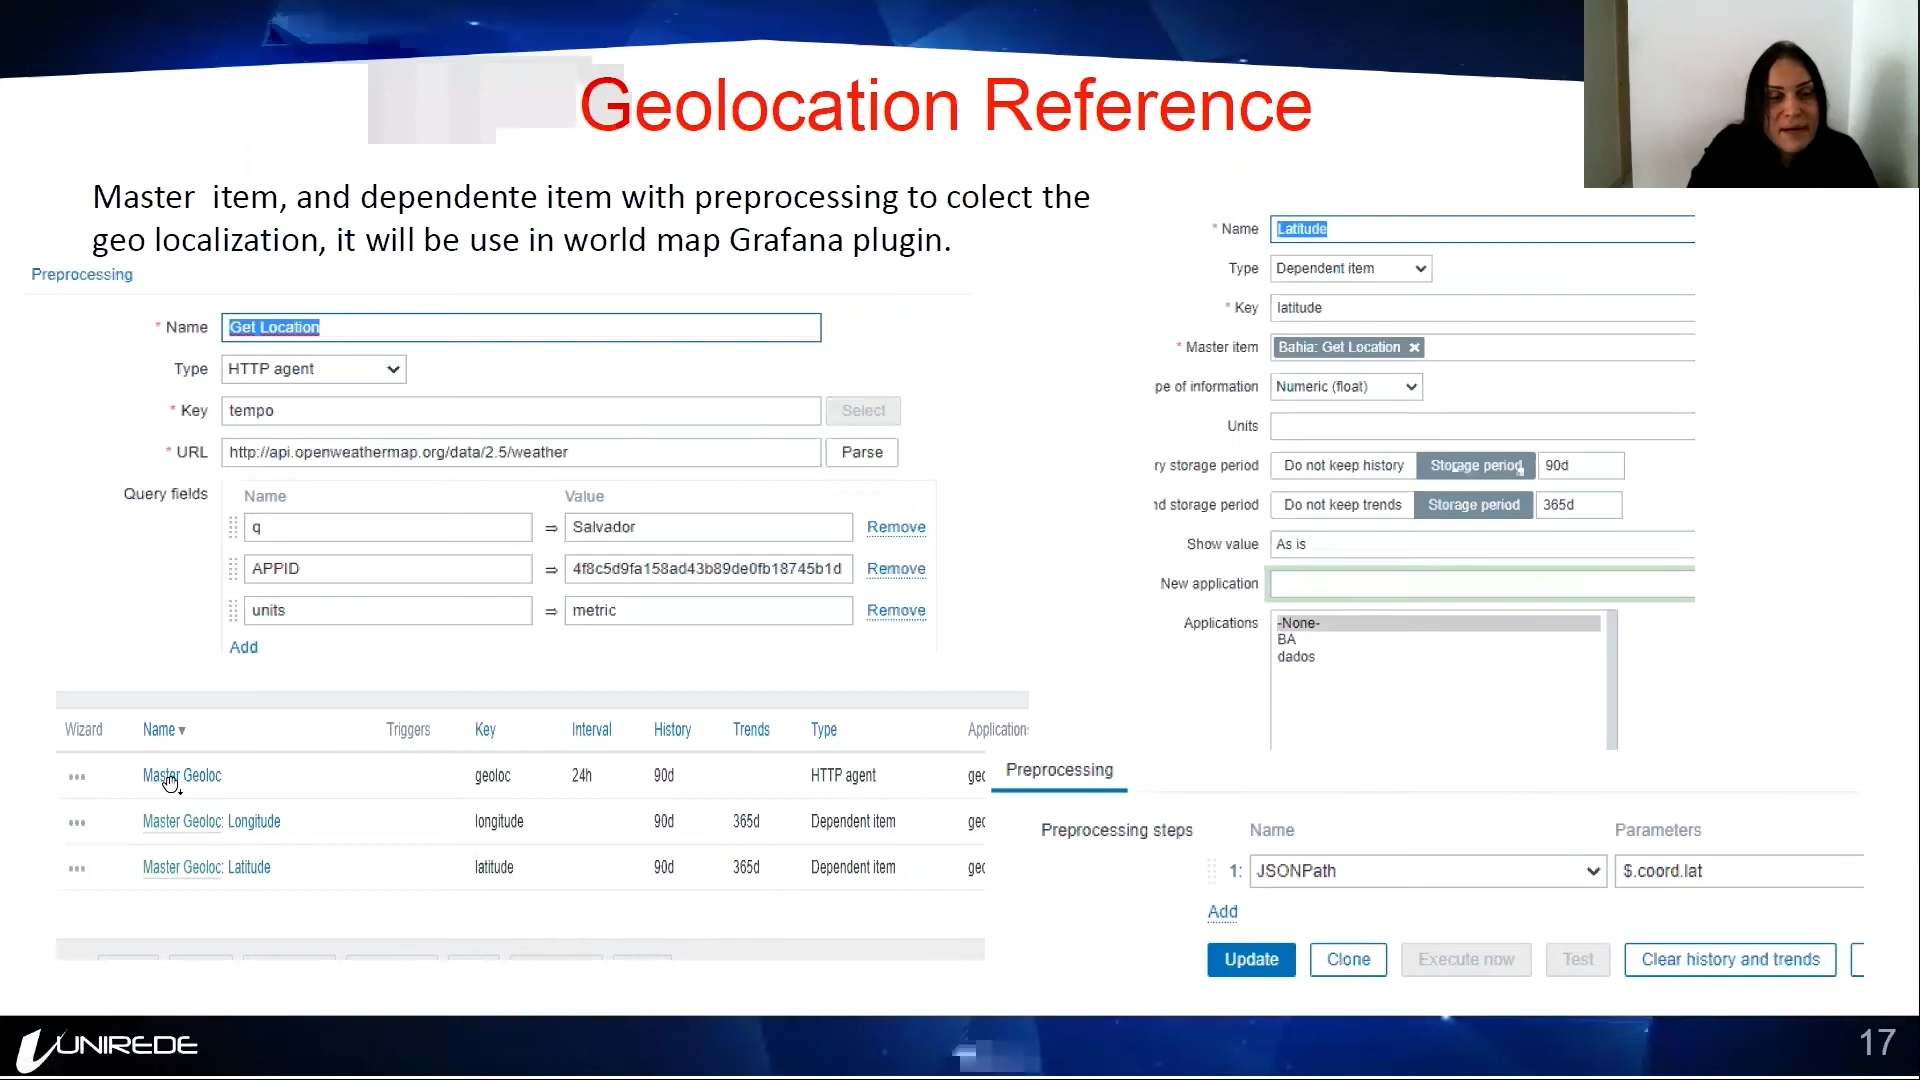 Geolocation Reference
Master item, and dependente item with preprocessing to colect the
geo localization, it will be use in world map Grafana plugin.
Preprocessing
* Name Get Location
Type HTTP agent
* Key tempo Select
* URL http://api.openweathermap.org/data/2.5/weather Parse
Query fields Name Value
q ⇒ Salvador Remove
APPID ⇒ 4f8c5d9fa158ad43b89de0fb18745b1d Remove
units ⇒ metric Remove
Add
Wizard Name ▾ Triggers Key Interval History Trends Type Application
••• Master Geoloc geoloc 24h 90d HTTP agent geo
••• Master Geoloc: Longitude longitude 90d 365d Dependent item geo
••• Master Geoloc: Latitude latitude 90d 365d Dependent item geo
* Name Latitude
Type Dependent item
* Key latitude
* Master item Bahia: Get Location ×
pe of information Numeric (float)
Units
ry storage period Do not keep history Storage period 90d
nd storage period Do not keep trends Storage period 365d
Show value As is
New application
Applications -None-
BA
dados
Preprocessing
Preprocessing steps Name Parameters
1: JSONPath $.coord.lat
Add
Update Clone Execute now Test Clear history and trends
UNIREDE
17